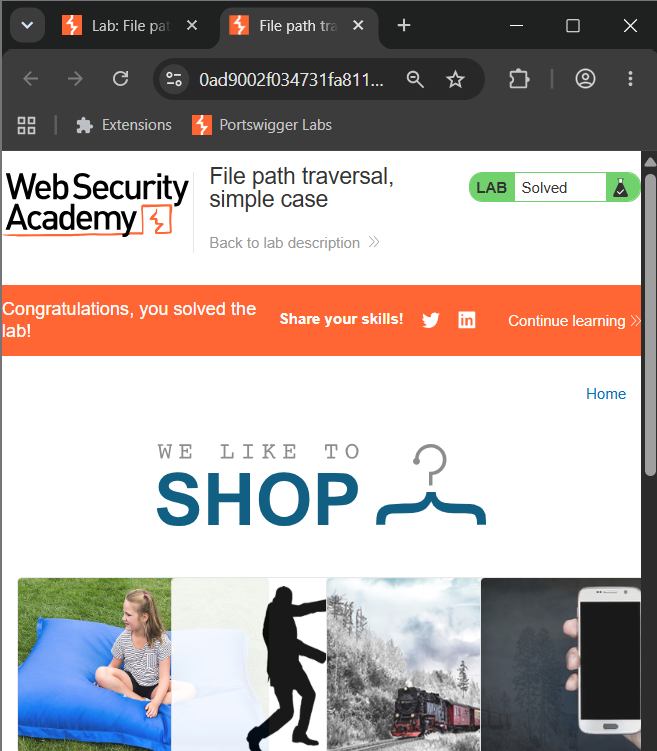 Lab: File pat
File path tra
0ad9002f034731fa811...
Extensions
Portswigger Labs
Web Security
Academy
File path traversal,
simple case
Back to lab description
LAB
Solved
Congratulations, you solved the
lab!
Share your skills!
Continue learning
Home
WE LIKE TO
SHOP